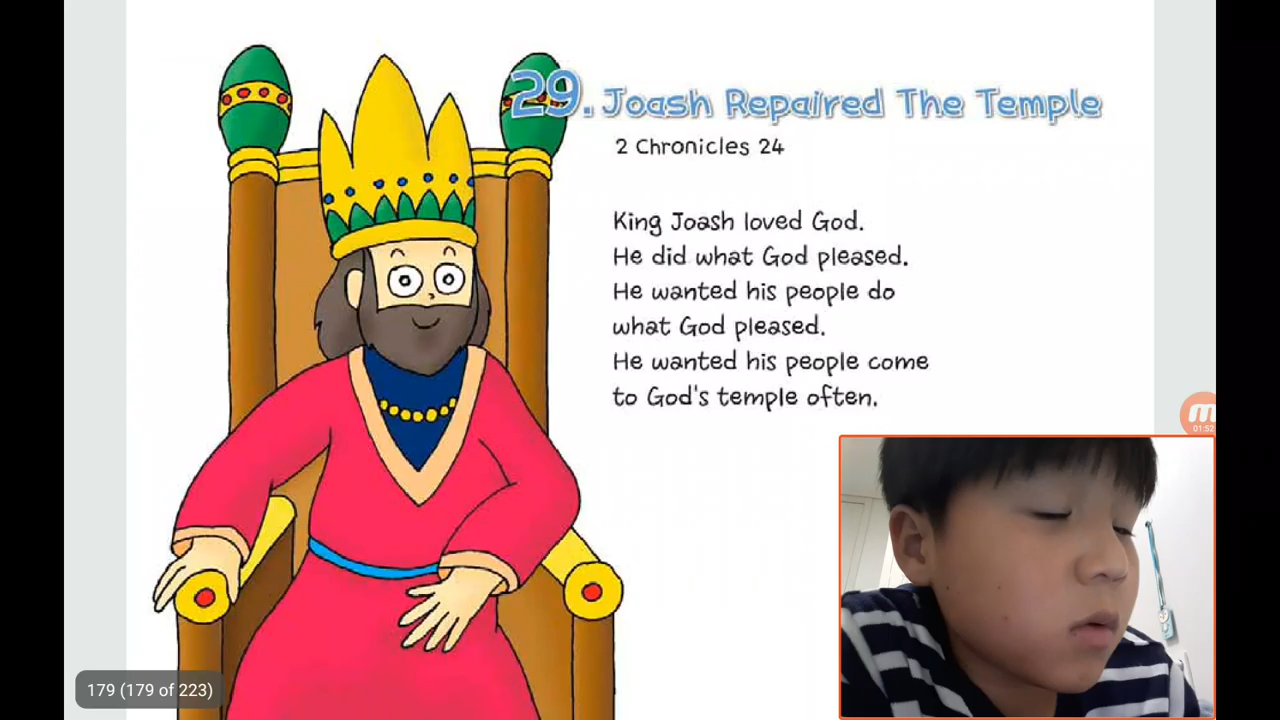 29. Joash Repaired The Temple
2 Chronicles 24
King Joash loved God.
He did what God pleased.
He wanted his people do
what God pleased.
He wanted his people come
to God's temple often.
01:52
179 (179 of 223)